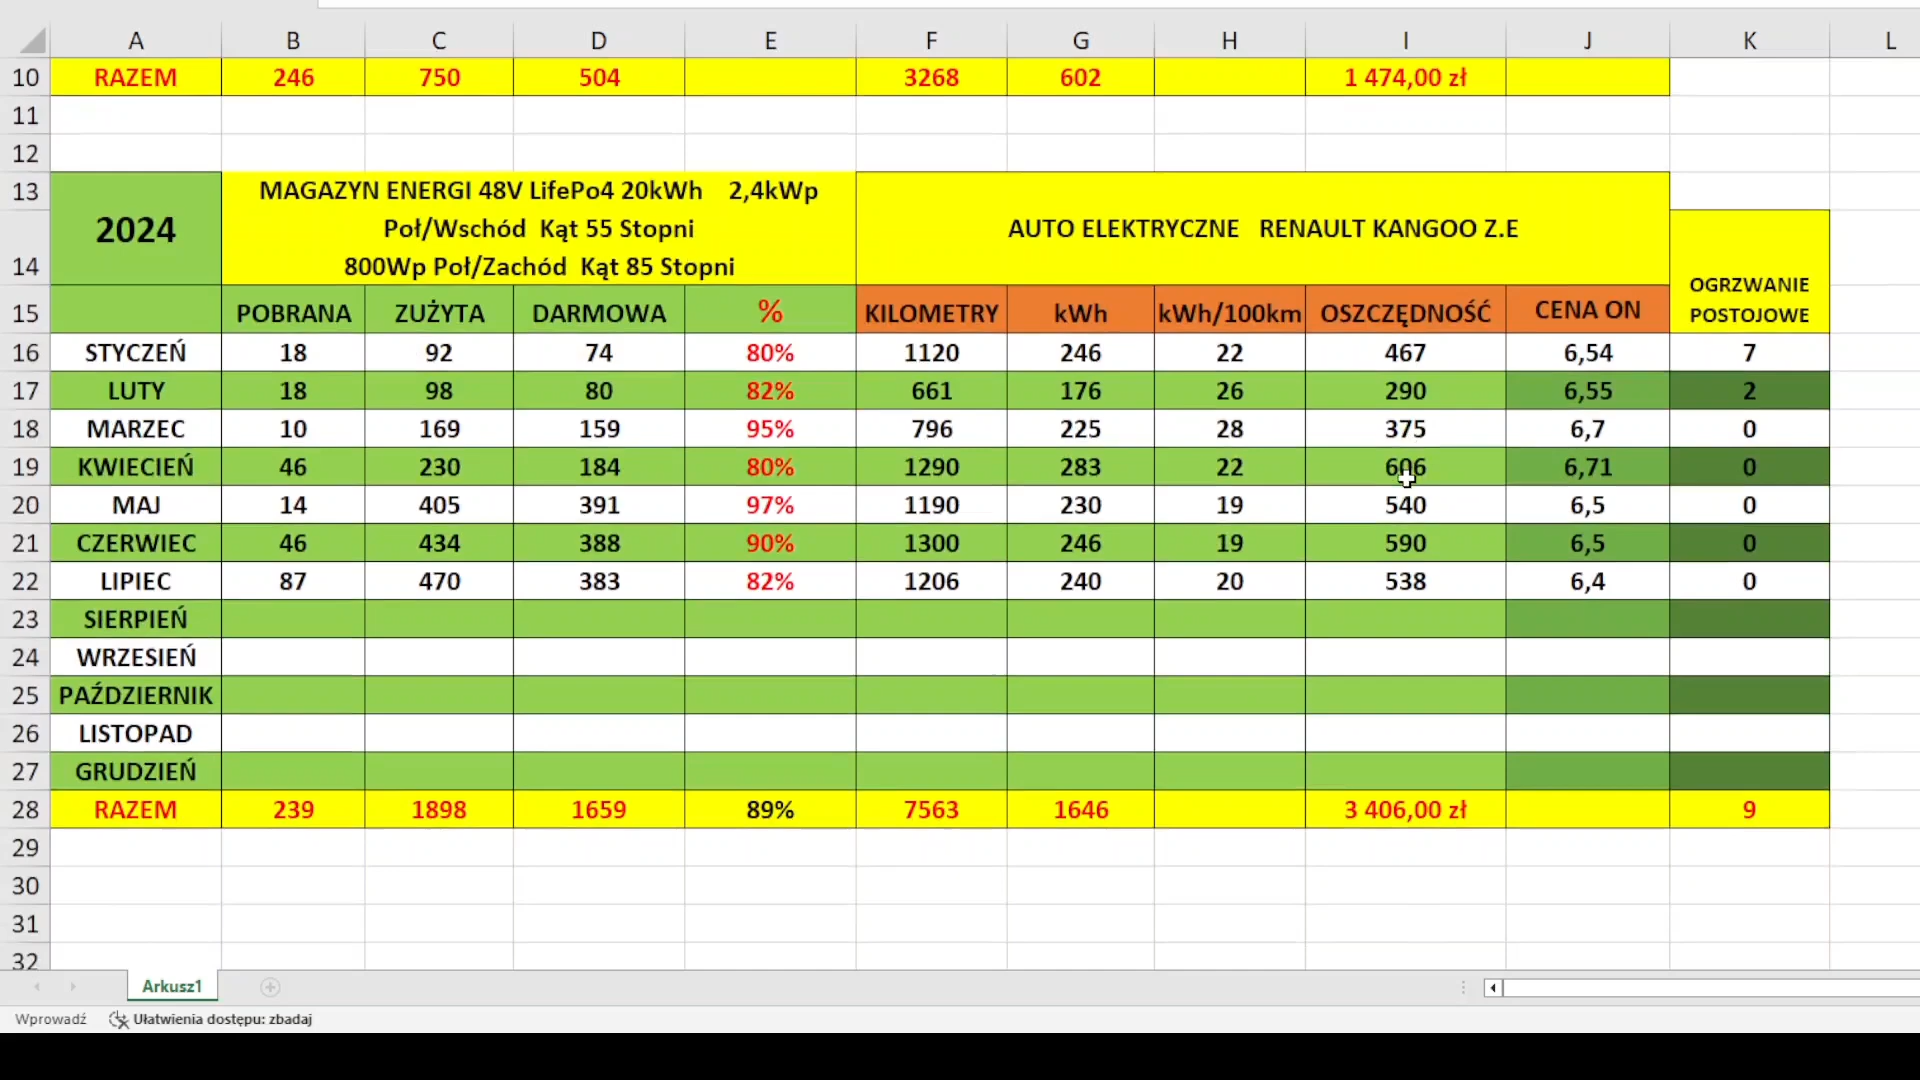 A B C D E F G H I J K L
10 RAZEM 246 750 504 3268 602 1 474,00 zł
11
12
13 2024 MAGAZYN ENERGI 48V LifePo4 20kWh 2,4kWp
Poł/Wschód Kąt 55 Stopni
AUTO ELEKTRYCZNE RENAULT KANGOO Z.E
14 800Wp Poł/Zachód Kąt 85 Stopni
OGRZWANIE
POSTOJOWE
15 POBRANA ZUŻYTA DARMOWA % KILOMETRY kWh kWh/100km OSZCZĘDNOŚĆ CENA ON
16 STYCZEŃ 18 92 74 80% 1120 246 22 467 6,54 7
17 LUTY 18 98 80 82% 661 176 26 290 6,55 2
18 MARZEC 10 169 159 95% 796 225 28 375 6,7 0
19 KWIECIEŃ 46 230 184 80% 1290 283 22 606 6,71 0
20 MAJ 14 405 391 97% 1190 230 19 540 6,5 0
21 CZERWIEC 46 434 388 90% 1300 246 19 590 6,5 0
22 LIPIEC 87 470 383 82% 1206 240 20 538 6,4 0
23 SIERPIEŃ
24 WRZESIEŃ
25 PAŹDZIERNIK
26 LISTOPAD
27 GRUDZIEŃ
28 RAZEM 239 1898 1659 89% 7563 1646 3 406,00 zł 9
29
30
31
32
Arkusz1
Wprowadź Ułatwienia dostępu: zbadaj